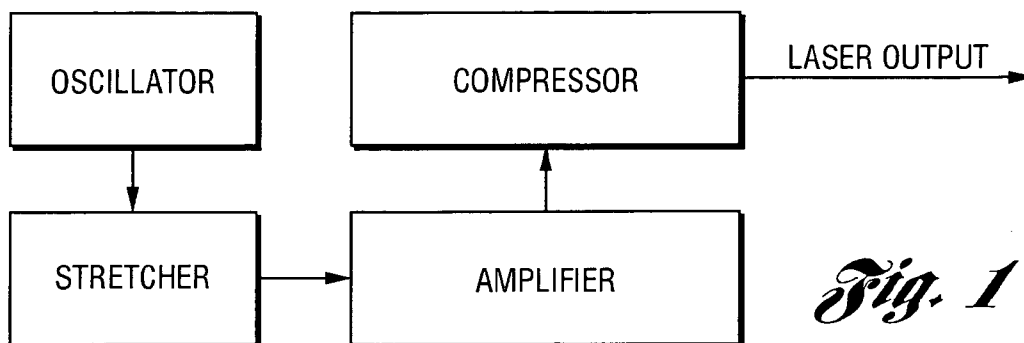 OSCILLATOR
COMPRESSOR
LASER OUTPUT
STRETCHER
AMPLIFIER
Fig. 1